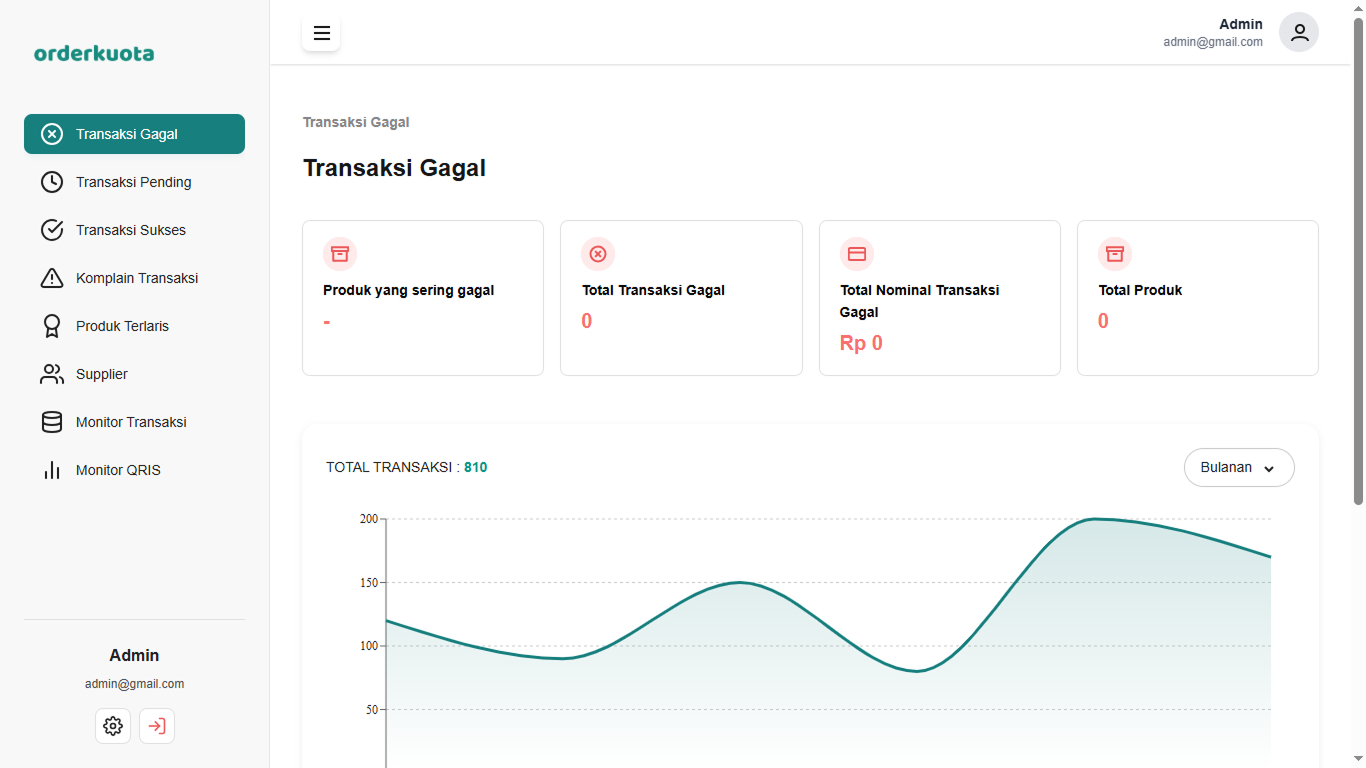 orderkuota
Transaksi Gagal
Transaksi Pending
Transaksi Sukses
Komplain Transaksi
Produk Terlaris
Supplier
Monitor Transaksi
Monitor QRIS
Admin
admin@gmail.com
Admin
admin@gmail.com
Transaksi Gagal
Transaksi Gagal
Produk yang sering gagal
-
Total Transaksi Gagal
0
Total Nominal Transaksi
Gagal
Rp 0
Total Produk
0
TOTAL TRANSAKSI : 810
Bulanan
200
150
100
50